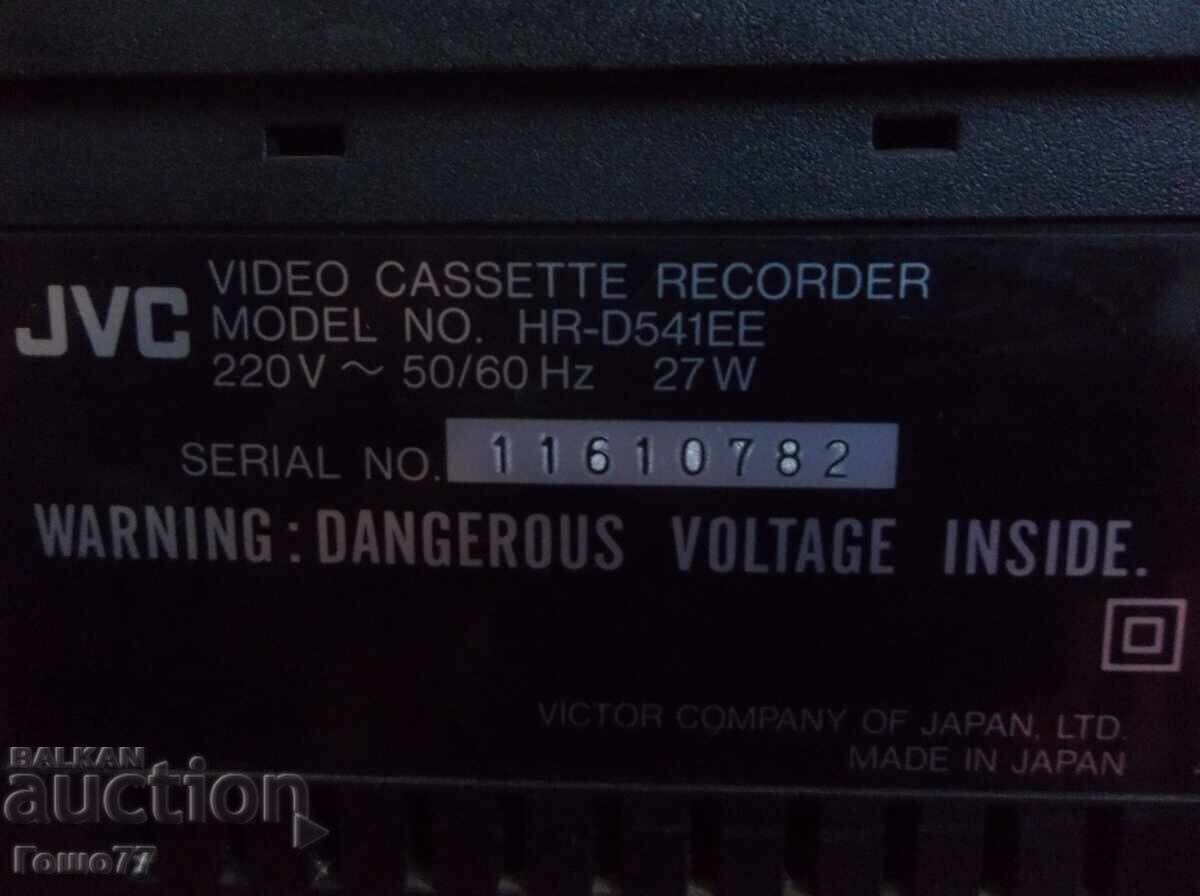 JVC
VIDEO CASSETTE RECORDER
MODEL NO. HR-D541EE
220V ~ 50/60 Hz 27W
SERIAL NO. 11610782
WARNING : DANGEROUS VOLTAGE INSIDE.
VICTOR COMPANY OF JAPAN, LTD.
MADE IN JAPAN
BALKAN
auction
Гошо77